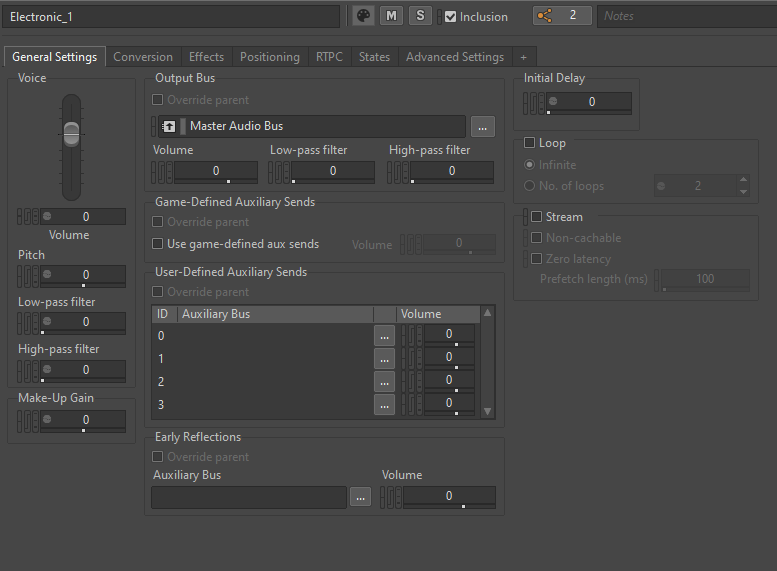 Electronic_1 M S Inclusion 2 Notes
General Settings Conversion Effects Positioning RTPC States Advanced Settings +
Voice
0
Volume
Pitch
0
Low-pass filter
0
High-pass filter
0
Make-Up Gain
0
Output Bus
Override parent
Master Audio Bus ...
Volume Low-pass filter High-pass filter
0 0 0
Game-Defined Auxiliary Sends
Override parent
Use game-defined aux sends Volume 0
User-Defined Auxiliary Sends
Override parent
ID Auxiliary Bus Volume
0 ... 0
1 ... 0
2 ... 0
3 ... 0
Early Reflections
Override parent
Auxiliary Bus Volume
... 0
Initial Delay
0
Loop
Infinite
No. of loops 2
Stream
Non-cachable
Zero latency
Prefetch length (ms) 100